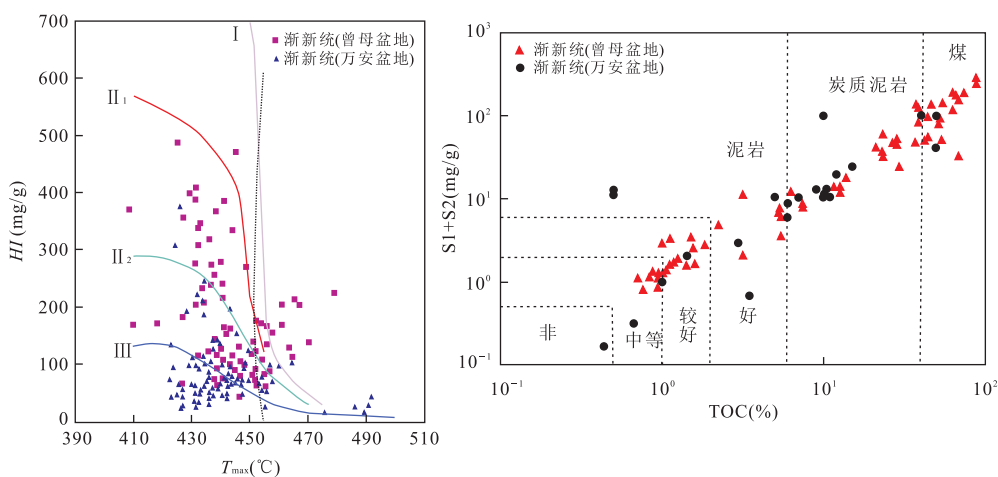 700
600
500
400
300
200
100
0
HI (mg/g)
390
410
430
450
470
490
510
Tmax(℃)
I
II1
II2
III
渐新统(曾母盆地)
渐新统(万安盆地)
10³
10²
10¹
10⁰
10⁻¹
S1+S2(mg/g)
10⁻¹
10⁰
10¹
10²
TOC(%)
渐新统(曾母盆地)
渐新统(万安盆地)
煤
炭质泥岩
泥岩
非
中等
较好
好